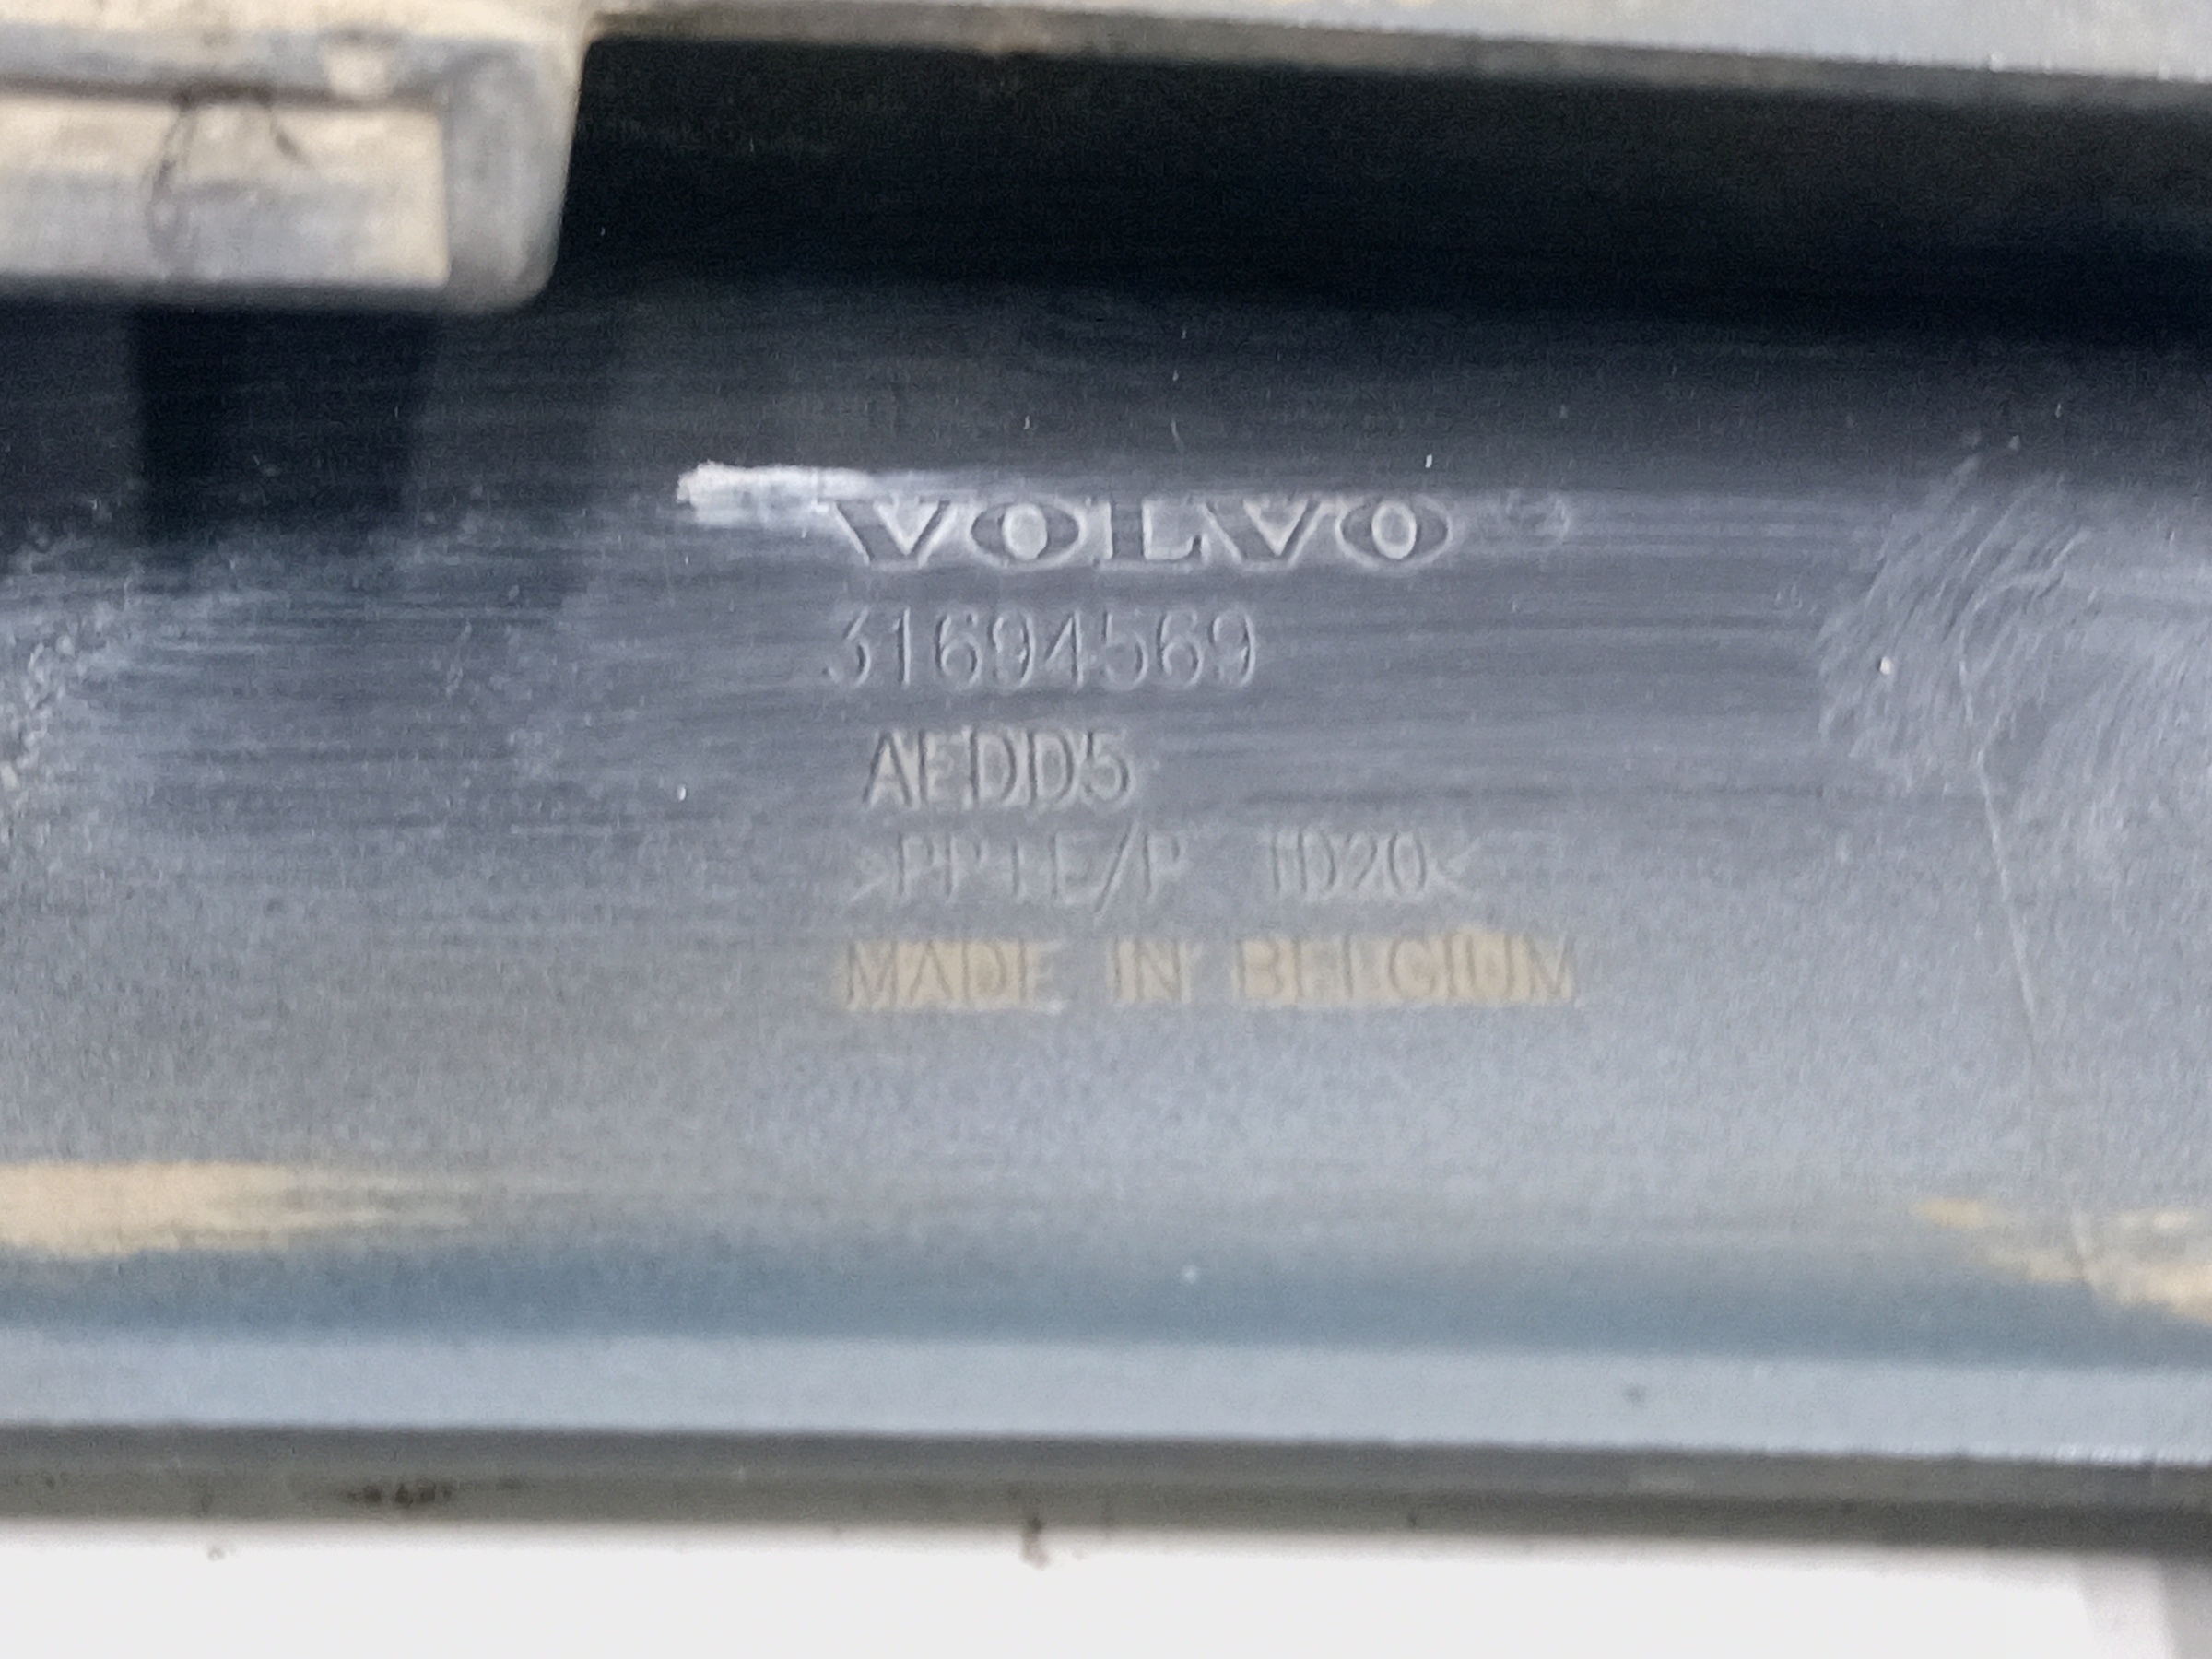 VOLVO
31694569
AEDD5
>PP+E/P TD20<
MADE IN BELGIUM